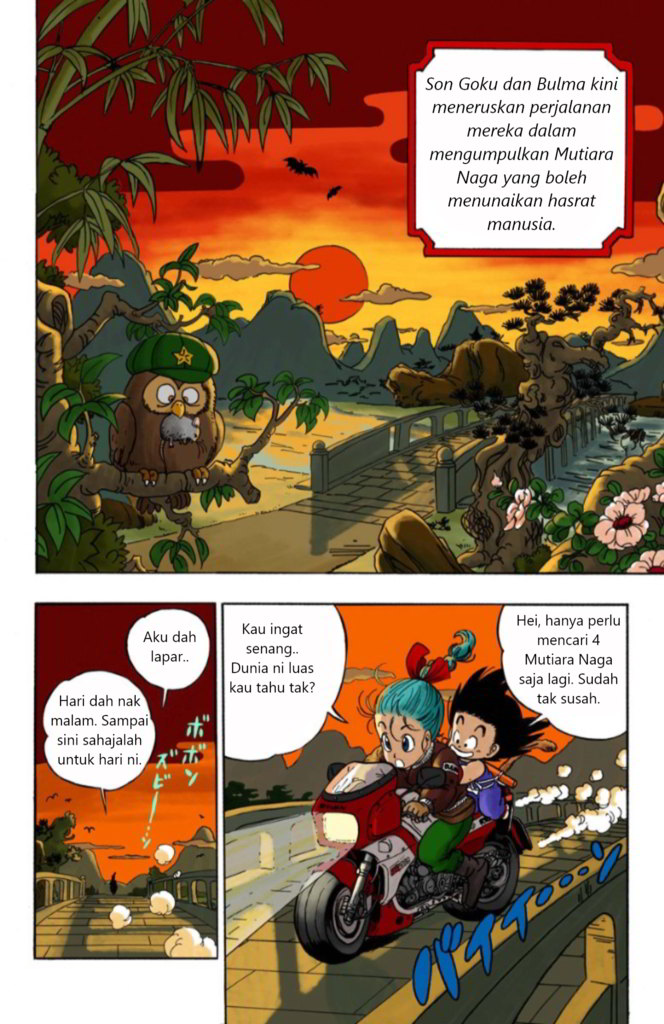 Son Goku dan Bulma kini
meneruskan perjalanan
mereka dalam
mengumpulkan Mutiara
Naga yang boleh
menunaikan hasrat
manusia.
Hei, hanya perlu
mencari 4
Mutiara Naga
saja lagi. Sudah
tak susah.
Kau ingat
senang..
Dunia ni luas
kau tahu tak?
バイイ・・・ン
Aku dah
lapar..
Hari dah nak
malam. Sampai
sini sahajalah
untuk hari ni.
ボボン
ズビー